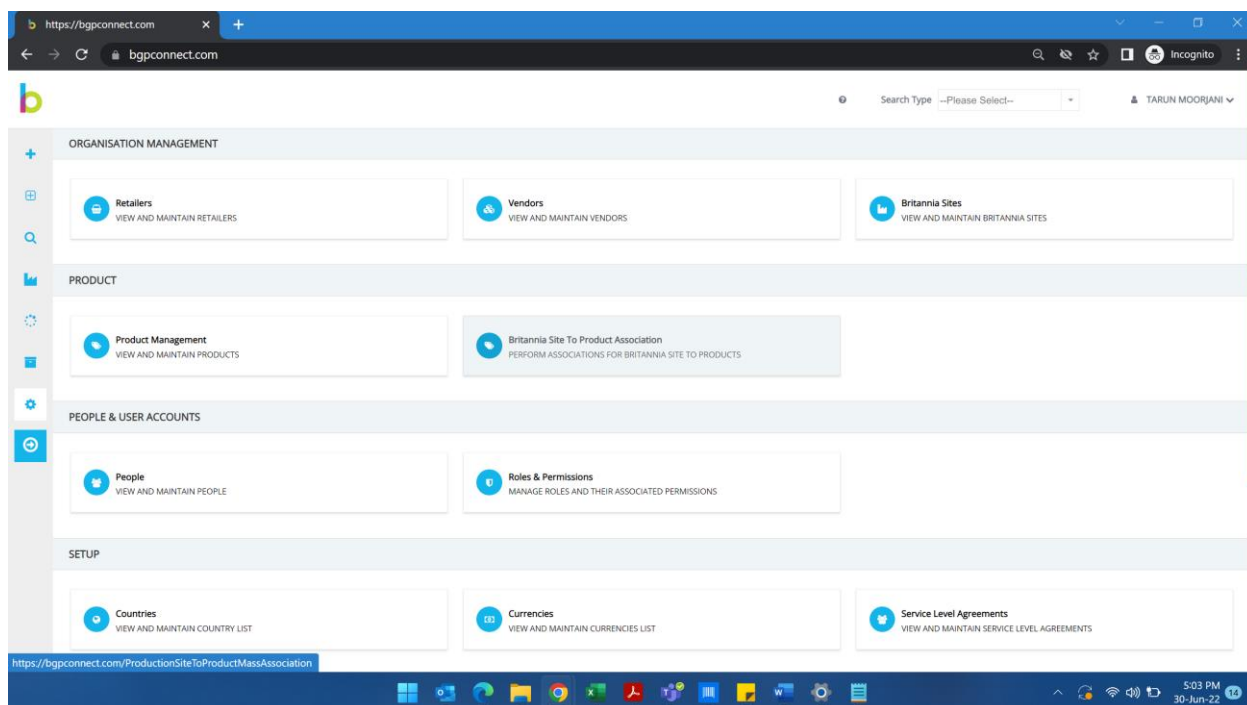 https://bgpconnect.com
bgpconnect.com
Incognito
b
Search Type --Please Select--
TARUN MOORJANI
ORGANISATION MANAGEMENT
Retailers
VIEW AND MAINTAIN RETAILERS
Vendors
VIEW AND MAINTAIN VENDORS
Britannia Sites
VIEW AND MAINTAIN BRITANNIA SITES
PRODUCT
Product Management
VIEW AND MAINTAIN PRODUCTS
Britannia Site To Product Association
PERFORM ASSOCIATIONS FOR BRITANNIA SITE TO PRODUCTS
PEOPLE & USER ACCOUNTS
People
VIEW AND MAINTAIN PEOPLE
Roles & Permissions
MANAGE ROLES AND THEIR ASSOCIATED PERMISSIONS
SETUP
Countries
VIEW AND MAINTAIN COUNTRY LIST
Currencies
VIEW AND MAINTAIN CURRENCIES LIST
Service Level Agreements
VIEW AND MAINTAIN SERVICE LEVEL AGREEMENTS
https://bgpconnect.com/ProductionSiteToProductMassAssociation
5:03 PM
30-Jun-22
14